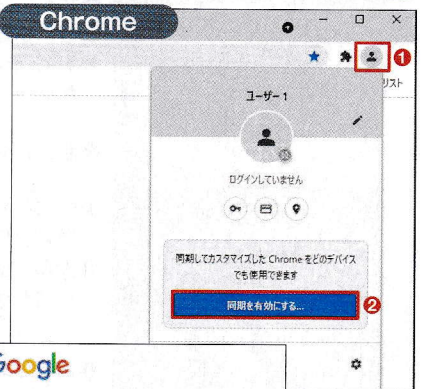 Chrome
❶
リスト
ユーザー 1
ログインしていません
同期してカスタマイズした Chrome をどのデバイス
でも使用できます
同期を有効にする...
❷
Google